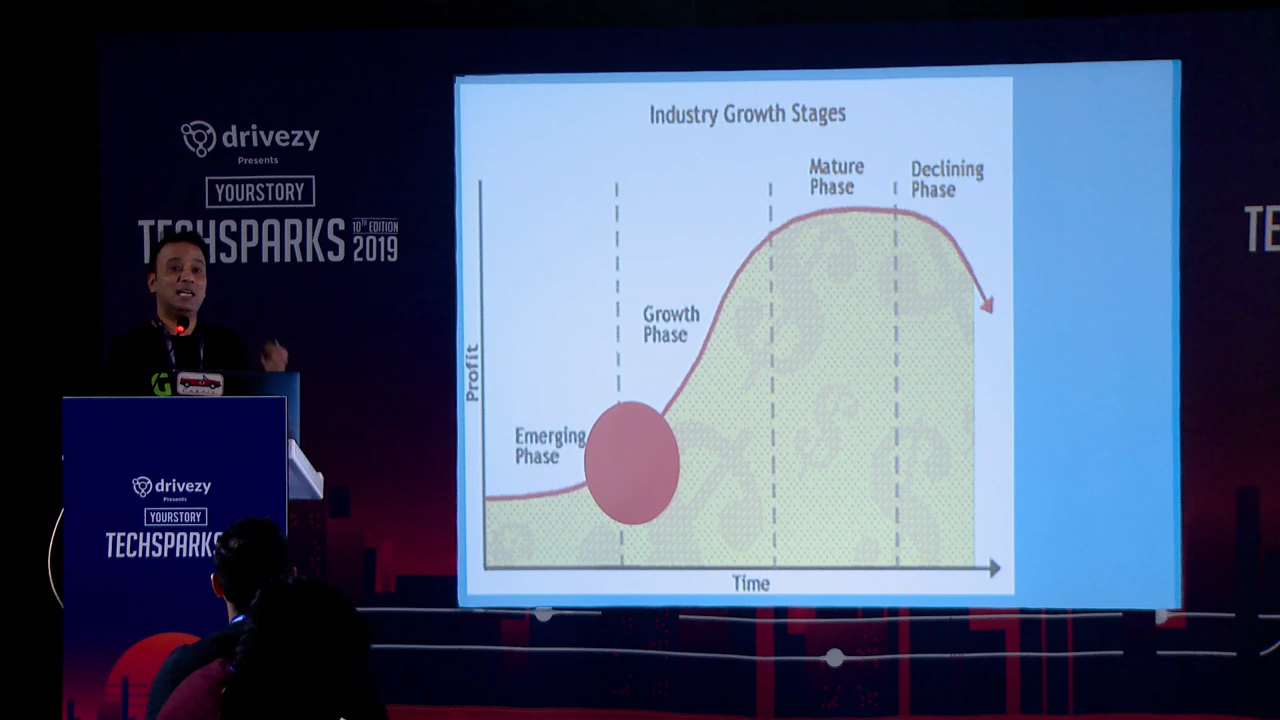 drivezy
Presents
YOURSTORY
TECHSPARKS
10TH EDITION
2019
Industry Growth Stages
Mature
Phase
Declining
Phase
Growth
Phase
Emerging
Phase
Profit
Time
drivezy
Presents
YOURSTORY
TECHSPARKS
TE